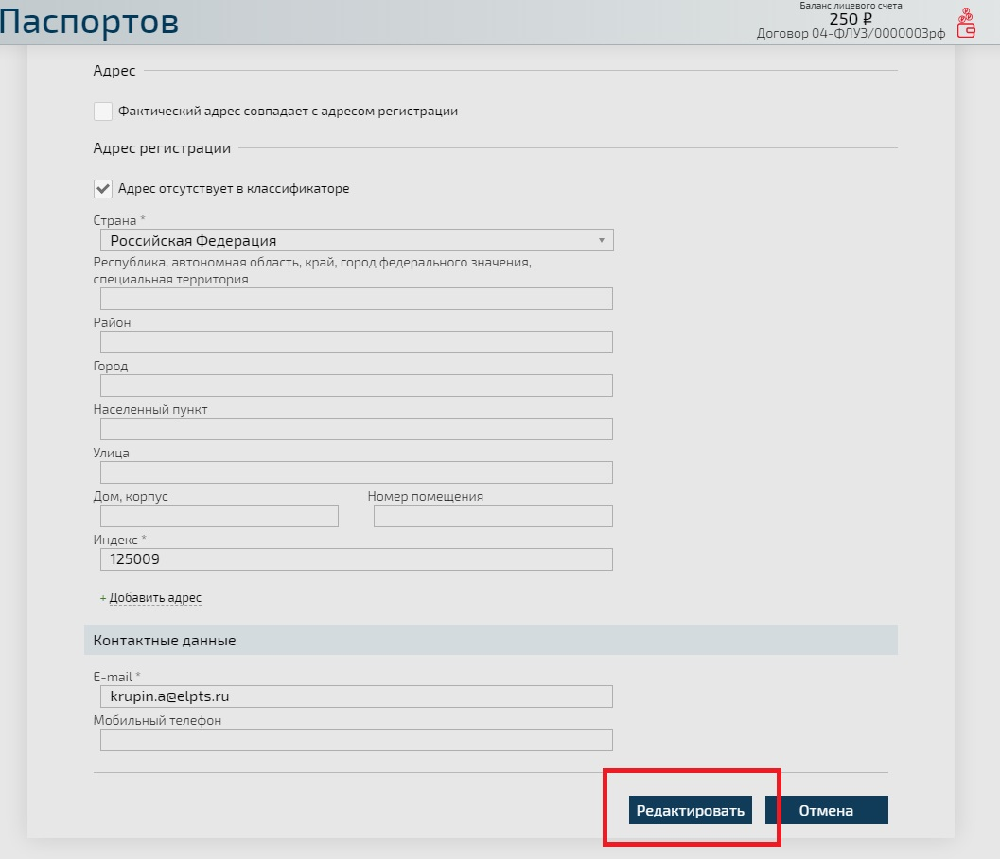 Паспортов
Баланс лицевого счета
250 ₽
Договор 04-ФЛУЗ/0000003рф
Адрес
Фактический адрес совпадает с адресом регистрации
Адрес регистрации
Адрес отсутствует в классификаторе
Страна *
Российская Федерация
Республика, автономная область, край, город федерального значения,
специальная территория
Район
Город
Населенный пункт
Улица
Дом, корпус Номер помещения
Индекс *
125009
+ Добавить адрес
Контактные данные
E-mail *
krupin.a@elpts.ru
Мобильный телефон
Редактировать Отмена